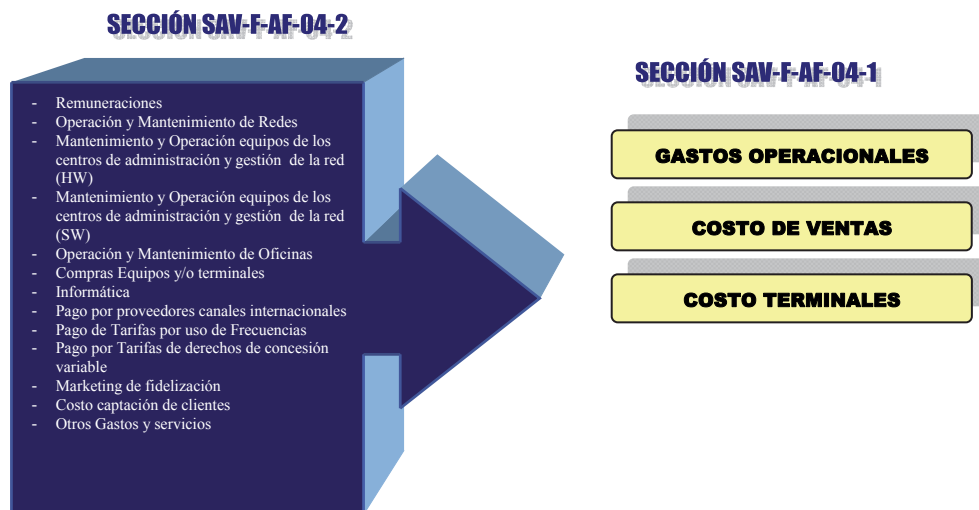 SECCIÓN SAV-F-AF-04-2
- Remuneraciones
- Operación y Mantenimiento de Redes
- Mantenimiento y Operación equipos de los
centros de administración y gestión de la red
(HW)
- Mantenimiento y Operación equipos de los
centros de administración y gestión de la red
(SW)
- Operación y Mantenimiento de Oficinas
- Compras Equipos y/o terminales
- Informática
- Pago por proveedores canales internacionales
- Pago de Tarifas por uso de Frecuencias
- Pago por Tarifas de derechos de concesión
variable
- Marketing de fidelización
- Costo captación de clientes
- Otros Gastos y servicios
SECCIÓN SAV-F-AF-04-1
GASTOS OPERACIONALES
COSTO DE VENTAS
COSTO TERMINALES